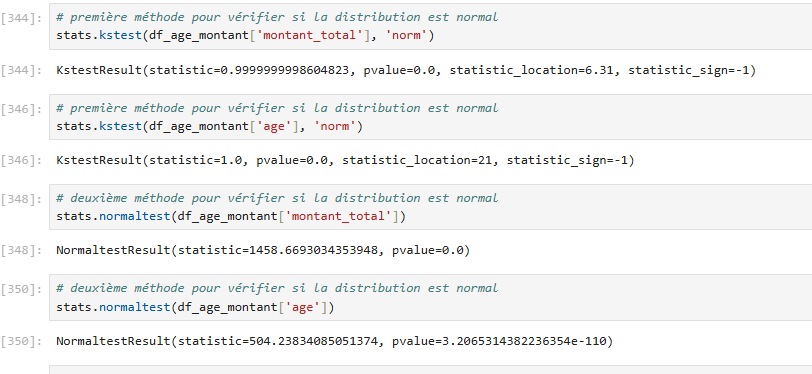 [344]: # première méthode pour vérifier si la distribution est normal
stats.kstest(df_age_montant['montant_total'], 'norm')
[344]: KstestResult(statistic=0.9999999998604823, pvalue=0.0, statistic_location=6.31, statistic_sign=-1)
[346]: # première méthode pour vérifier si la distribution est normal
stats.kstest(df_age_montant['age'], 'norm')
[346]: KstestResult(statistic=1.0, pvalue=0.0, statistic_location=21, statistic_sign=-1)
[348]: # deuxième méthode pour vérifier si la distribution est normal
stats.normaltest(df_age_montant['montant_total'])
[348]: NormaltestResult(statistic=1458.6693034353948, pvalue=0.0)
[350]: # deuxième méthode pour vérifier si la distribution est normal
stats.normaltest(df_age_montant['age'])
[350]: NormaltestResult(statistic=504.23834085051374, pvalue=3.2065314382236354e-110)